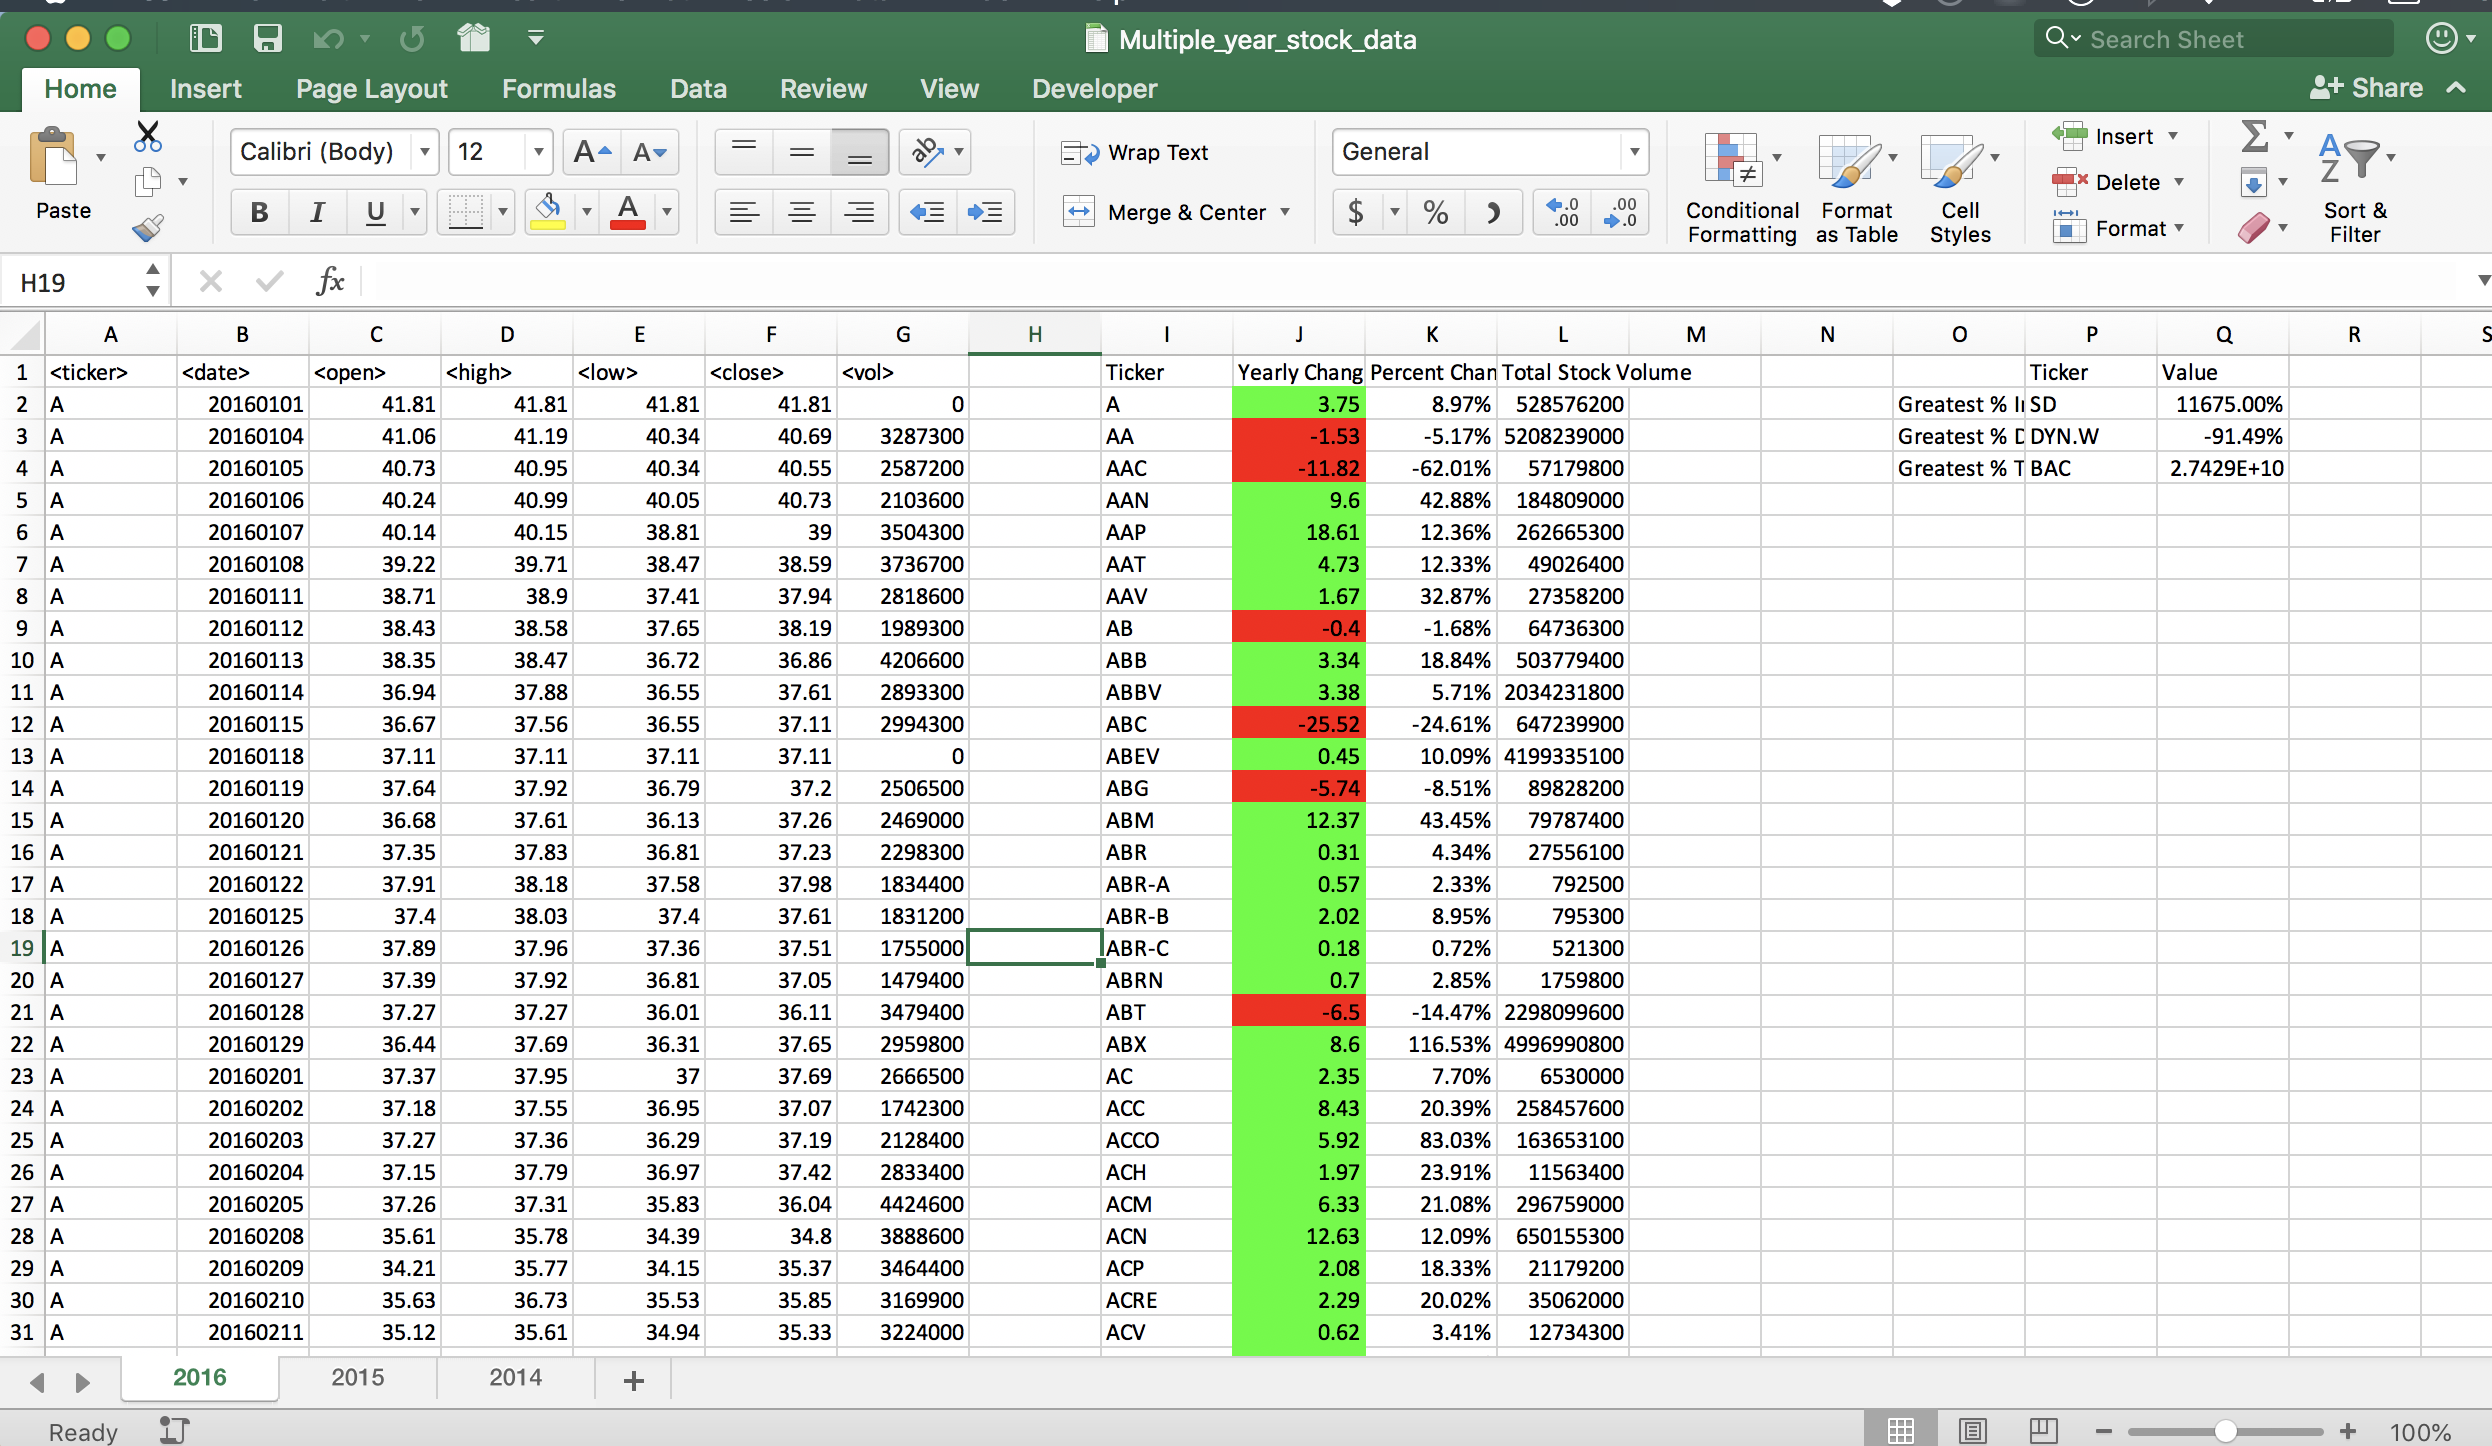 Multiple_year_stock_data
Search Sheet
Home Insert Page Layout Formulas Data Review View Developer Share
Paste Calibri (Body) 12 A A Wrap Text General Insert
B I U A Merge & Center $ % .0 .00 .00 .0 Conditional Formatting Format as Table Cell Styles Delete Format Sort & Filter
H19 fx
A B C D E F G H I J K L M N O P Q R S
1 <ticker> <date> <open> <high> <low> <close> <vol> Ticker Yearly Chang Percent Chan Total Stock Volume Ticker Value
2 A 20160101 41.81 41.81 41.81 41.81 0 A 3.75 8.97% 528576200 Greatest % I SD 11675.00%
3 A 20160104 41.06 41.19 40.34 40.69 3287300 AA -1.53 -5.17% 5208239000 Greatest % D DYN.W -91.49%
4 A 20160105 40.73 40.95 40.34 40.55 2587200 AAC -11.82 -62.01% 57179800 Greatest % T BAC 2.7429E+10
5 A 20160106 40.24 40.99 40.05 40.73 2103600 AAN 9.6 42.88% 184809000
6 A 20160107 40.14 40.15 38.81 39 3504300 AAP 18.61 12.36% 262665300
7 A 20160108 39.22 39.71 38.47 38.59 3736700 AAT 4.73 12.33% 49026400
8 A 20160111 38.71 38.9 37.41 37.94 2818600 AAV 1.67 32.87% 27358200
9 A 20160112 38.43 38.58 37.65 38.19 1989300 AB -0.4 -1.68% 64736300
10 A 20160113 38.35 38.47 36.72 36.86 4206600 ABB 3.34 18.84% 503779400
11 A 20160114 36.94 37.88 36.55 37.61 2893300 ABBV 3.38 5.71% 2034231800
12 A 20160115 36.67 37.56 36.55 37.11 2994300 ABC -25.52 -24.61% 647239900
13 A 20160118 37.11 37.11 37.11 37.11 0 ABEV 0.45 10.09% 4199335100
14 A 20160119 37.64 37.92 36.79 37.2 2506500 ABG -5.74 -8.51% 89828200
15 A 20160120 36.68 37.61 36.13 37.26 2469000 ABM 12.37 43.45% 79787400
16 A 20160121 37.35 37.83 36.81 37.23 2298300 ABR 0.31 4.34% 27556100
17 A 20160122 37.91 38.18 37.58 37.98 1834400 ABR-A 0.57 2.33% 792500
18 A 20160125 37.4 38.03 37.4 37.61 1831200 ABR-B 2.02 8.95% 795300
19 A 20160126 37.89 37.96 37.36 37.51 1755000 ABR-C 0.18 0.72% 521300
20 A 20160127 37.39 37.92 36.81 37.05 1479400 ABRN 0.7 2.85% 1759800
21 A 20160128 37.27 37.27 36.01 36.11 3479400 ABT -6.5 -14.47% 2298099600
22 A 20160129 36.44 37.69 36.31 37.65 2959800 ABX 8.6 116.53% 4996990800
23 A 20160201 37.37 37.95 37 37.69 2666500 AC 2.35 7.70% 6530000
24 A 20160202 37.18 37.55 36.95 37.07 1742300 ACC 8.43 20.39% 258457600
25 A 20160203 37.27 37.36 36.29 37.19 2128400 ACCO 5.92 83.03% 163653100
26 A 20160204 37.15 37.79 36.97 37.42 2833400 ACH 1.97 23.91% 11563400
27 A 20160205 37.26 37.31 35.83 36.04 4424600 ACM 6.33 21.08% 296759000
28 A 20160208 35.61 35.78 34.39 34.8 3888600 ACN 12.63 12.09% 650155300
29 A 20160209 34.21 35.77 34.15 35.37 3464400 ACP 2.08 18.33% 21179200
30 A 20160210 35.63 36.73 35.53 35.85 3169900 ACRE 2.29 20.02% 35062000
31 A 20160211 35.12 35.61 34.94 35.33 3224000 ACV 0.62 3.41% 12734300
2016 2015 2014 +
Ready 100%